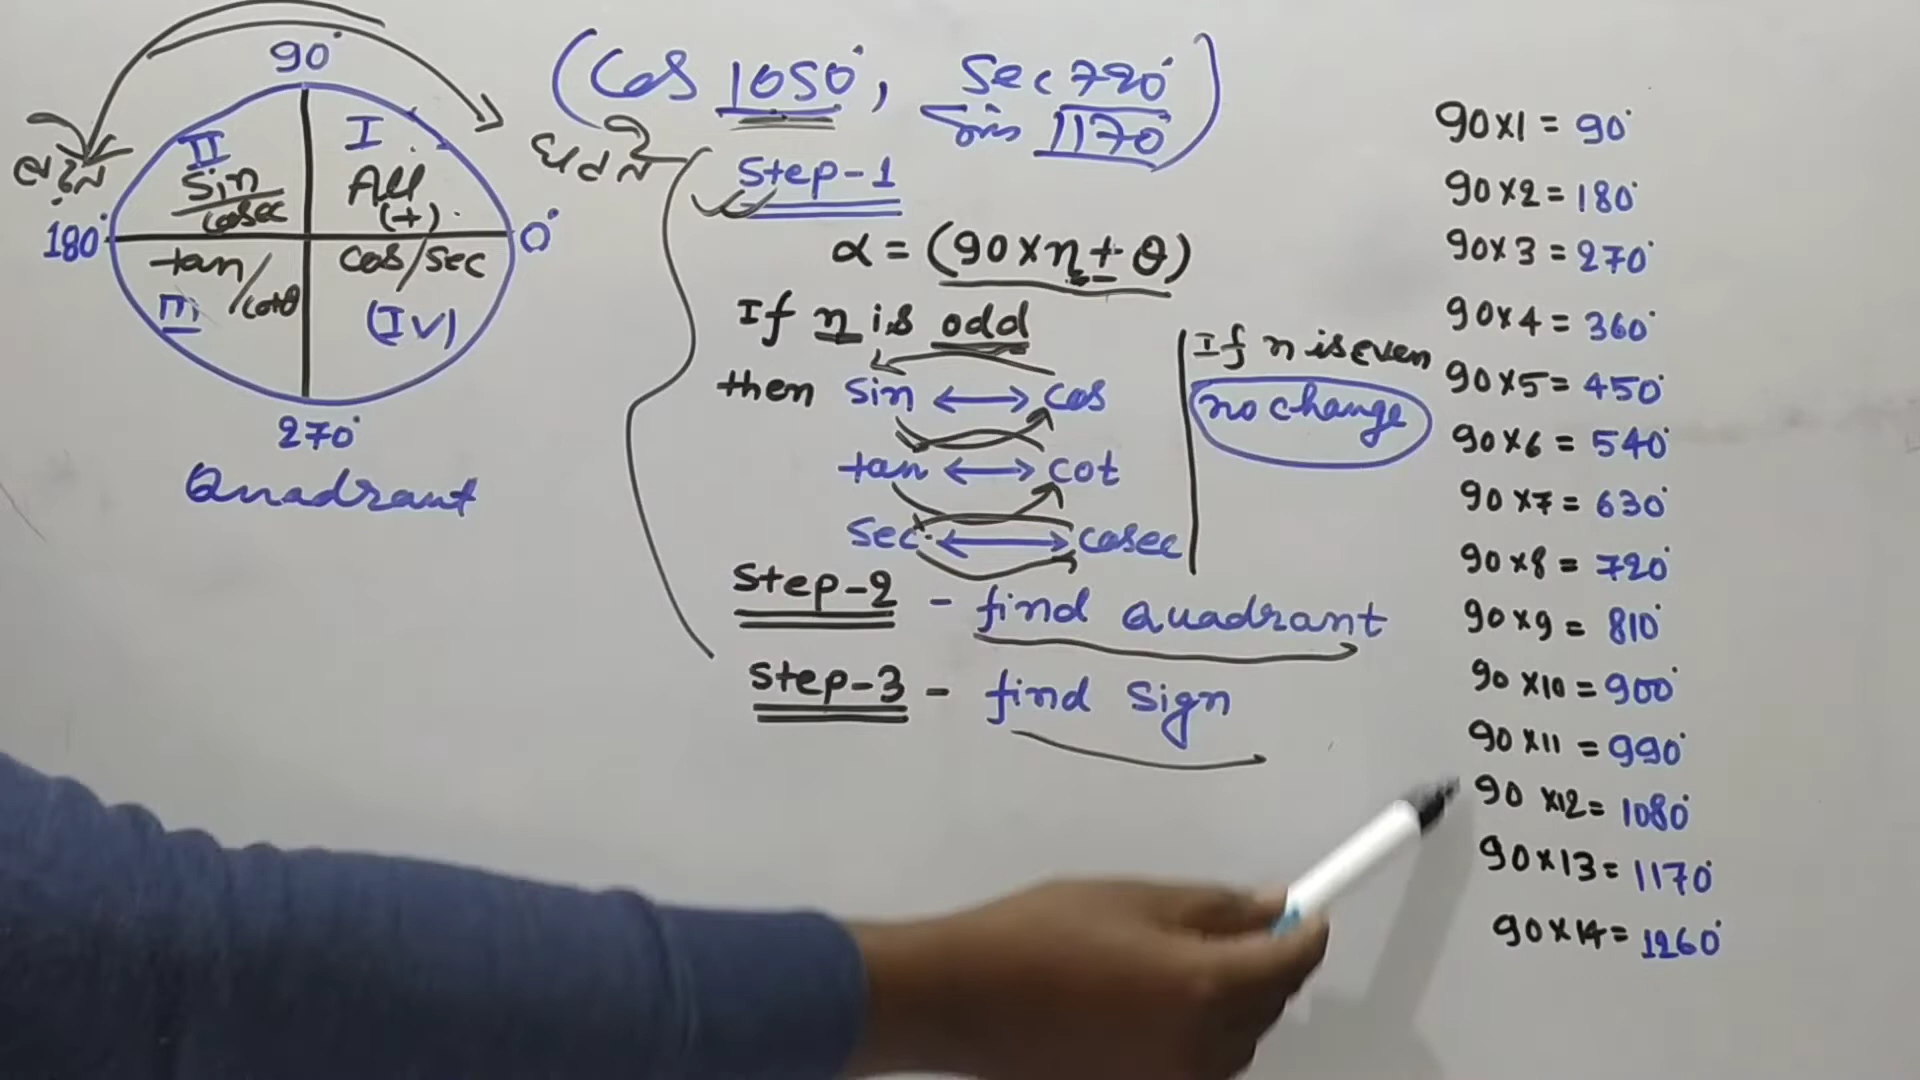 90°
(Cos 1050°, Sec 720°
Sin 1170°)
II
I
Sin
cosec
All
(+)
180°
0°
tan/cotθ
cos/sec
III
(IV)
270°
Quadrant
Step-1
α = (90×n ± θ)
If n is odd
then sin ↔ cos
tan ↔ cot
sec ↔ cosec
If n is even
no change
Step-2 - find Quadrant
Step-3 - find Sign
90×1 = 90°
90×2 = 180°
90×3 = 270°
90×4 = 360°
90×5 = 450°
90×6 = 540°
90×7 = 630°
90×8 = 720°
90×9 = 810°
90×10 = 900°
90×11 = 990°
90×12 = 1080°
90×13 = 1170°
90×14 = 1260°